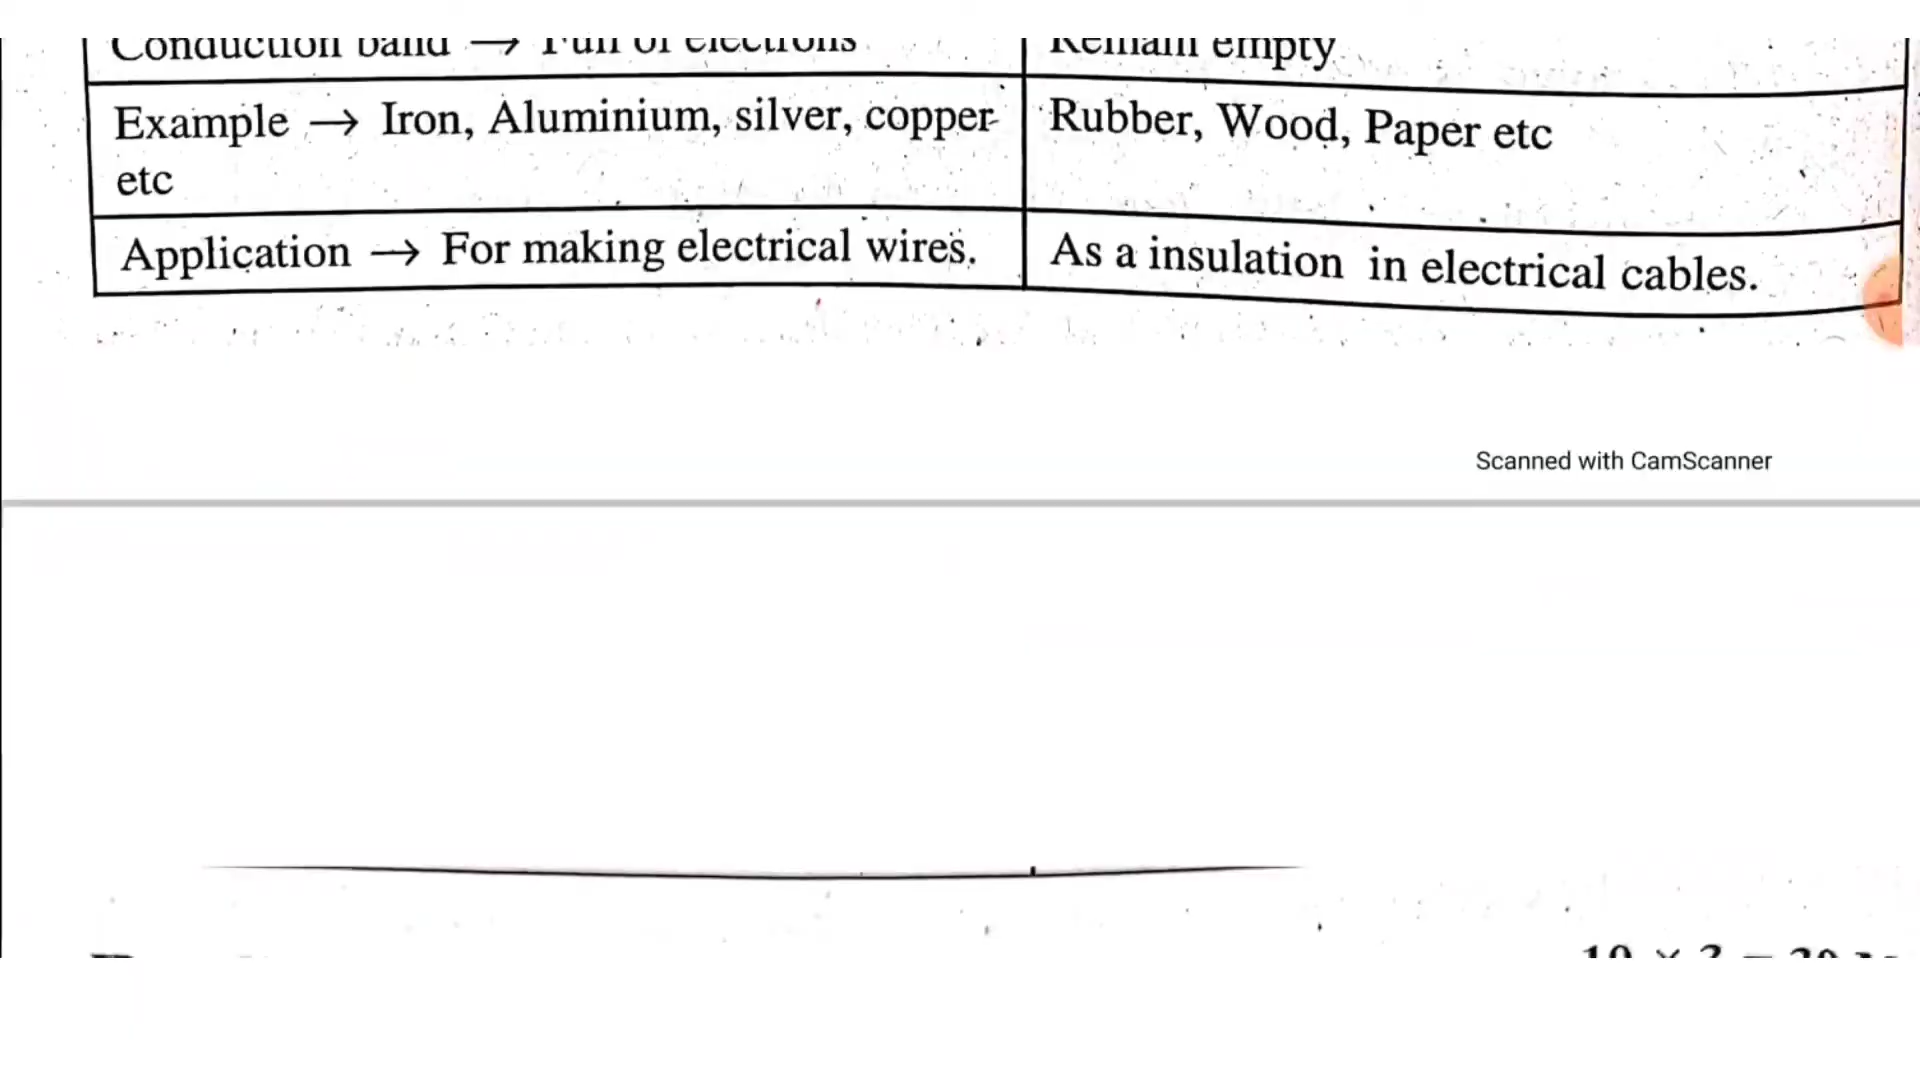 Conduction band → Full of electrons
Remain empty
Example → Iron, Aluminium, silver, copper
etc
Rubber, Wood, Paper etc
Application → For making electrical wires.
As a insulation in electrical cables.
Scanned with CamScanner